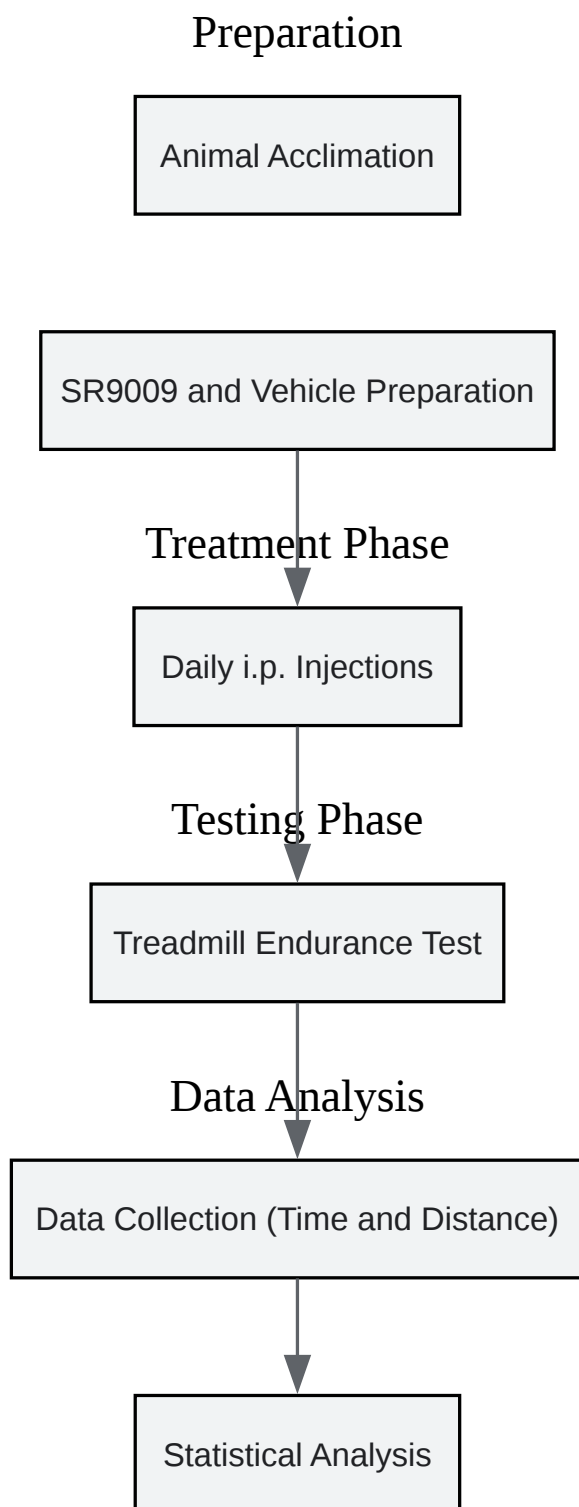 Preparation
Animal Acclimation
SR9009 and Vehicle Preparation
Treatment Phase
Daily i.p. Injections
Testing Phase
Treadmill Endurance Test
Data Analysis
Data Collection (Time and Distance)
Statistical Analysis